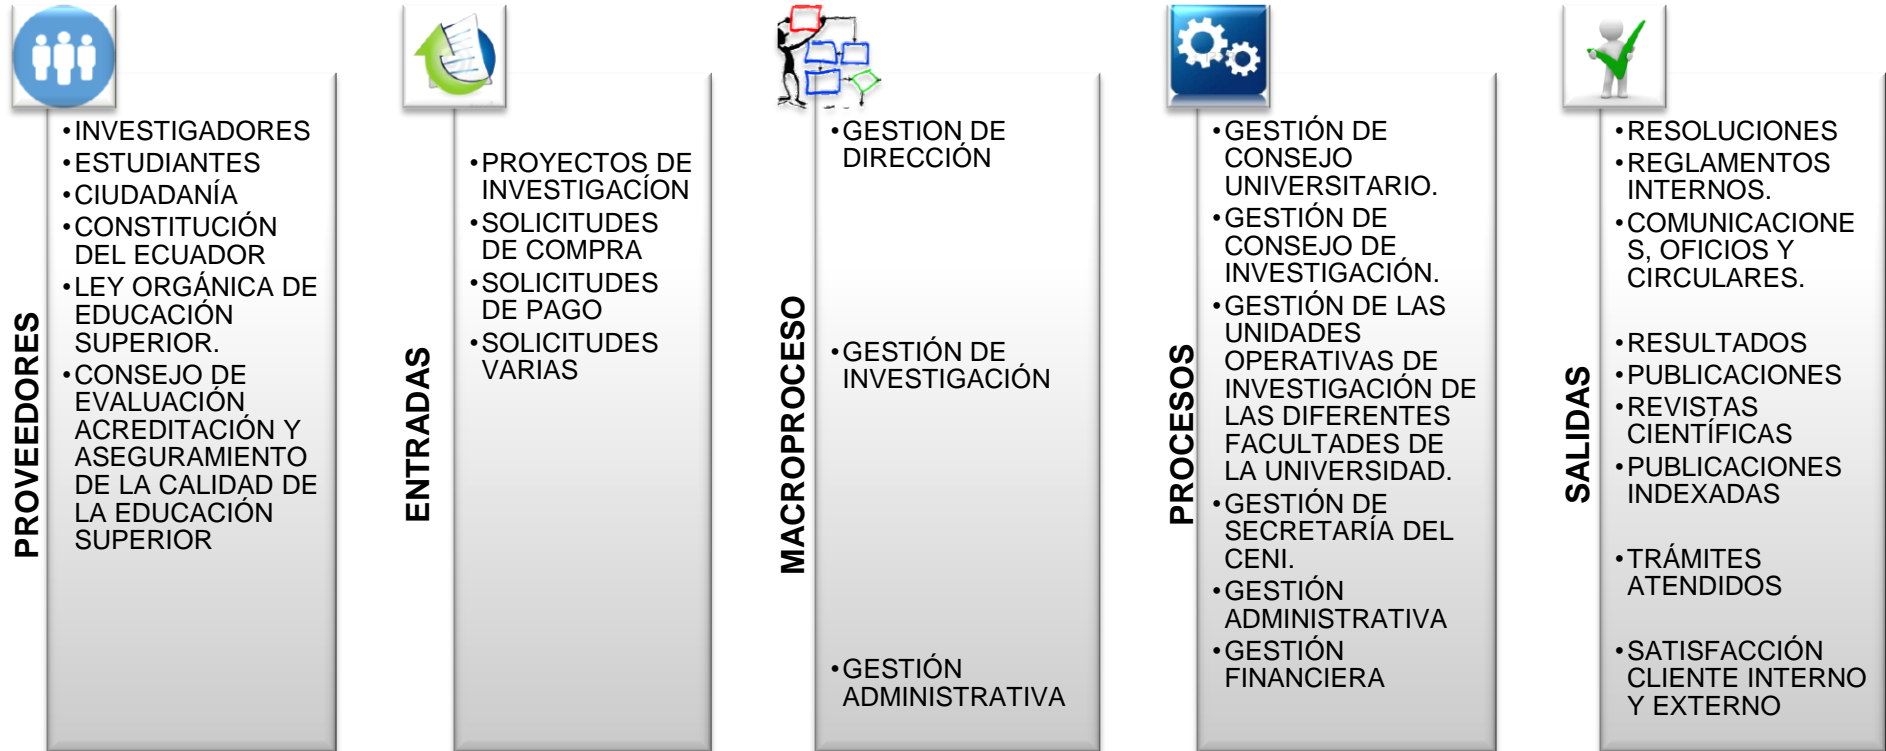 PROVEEDORES
•INVESTIGADORES
•ESTUDIANTES
•CIUDADANÍA
•CONSTITUCIÓN
DEL ECUADOR
•LEY ORGÁNICA DE
EDUCACIÓN
SUPERIOR.
•CONSEJO DE
EVALUACIÓN
ACREDITACIÓN Y
ASEGURAMIENTO
DE LA CALIDAD DE
LA EDUCACIÓN
SUPERIOR
ENTRADAS
•PROYECTOS DE
INVESTIGACÍON
•SOLICITUDES
DE COMPRA
•SOLICITUDES
DE PAGO
•SOLICITUDES
VARIAS
MACROPROCESO
•GESTION DE
DIRECCIÓN
•GESTIÓN DE
INVESTIGACIÓN
•GESTIÓN
ADMINISTRATIVA
PROCESOS
•GESTIÓN DE
CONSEJO
UNIVERSITARIO.
•GESTIÓN DE
CONSEJO DE
INVESTIGACIÓN.
•GESTIÓN DE LAS
UNIDADES
OPERATIVAS DE
INVESTIGACIÓN DE
LAS DIFERENTES
FACULTADES DE
LA UNIVERSIDAD.
•GESTIÓN DE
SECRETARÍA DEL
CENI.
•GESTIÓN
ADMINISTRATIVA
•GESTIÓN
FINANCIERA
SALIDAS
•RESOLUCIONES
•REGLAMENTOS
INTERNOS.
•COMUNICACIONE
S, OFICIOS Y
CIRCULARES.
•RESULTADOS
•PUBLICACIONES
•REVISTAS
CIENTÍFICAS
•PUBLICACIONES
INDEXADAS
•TRÁMITES
ATENDIDOS
•SATISFACCIÓN
CLIENTE INTERNO
Y EXTERNO